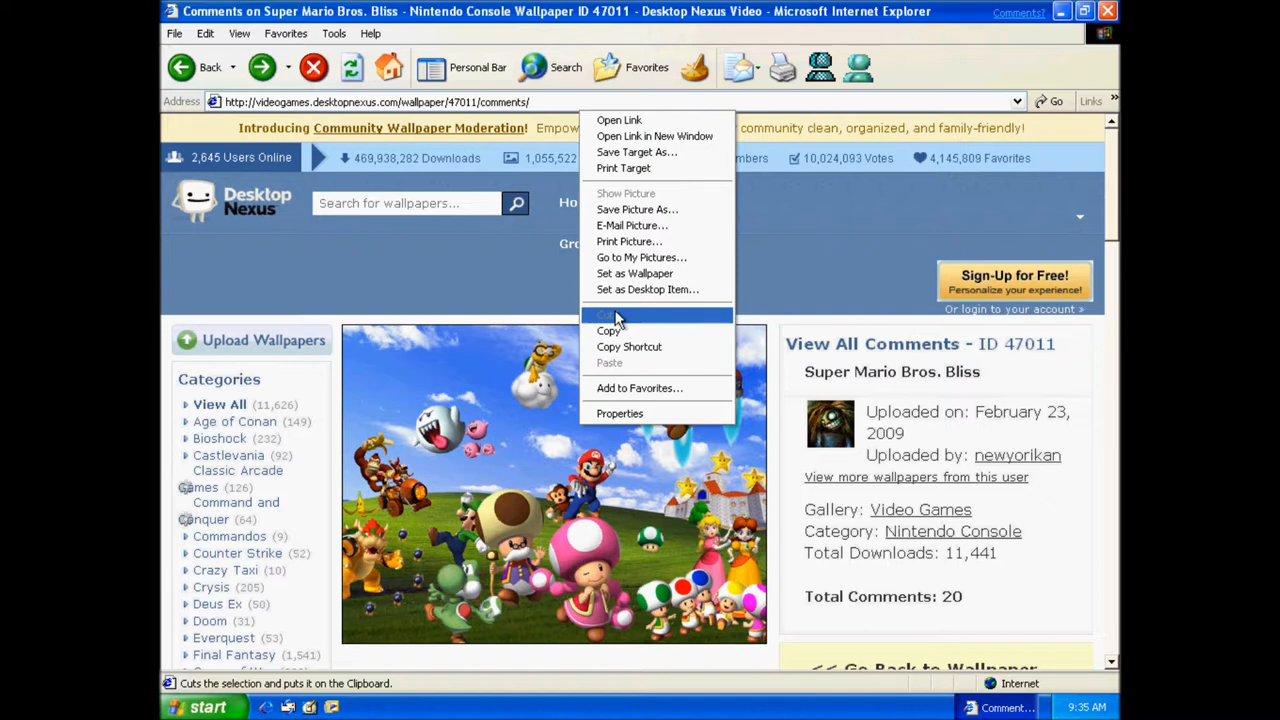 Comments on Super Mario Bros. Bliss - Nintendo Console Wallpaper ID 47011 - Desktop Nexus Video - Microsoft Internet Explorer
Comments?
File Edit View Favorites Tools Help
Back Personal Bar Search Favorites
Address http://videogames.desktopnexus.com/wallpaper/47011/comments/ Go Links »
Introducing Community Wallpaper Moderation! community clean, organized, and family-friendly!
2,645 Users Online 469,938,282 Downloads 10,024,093 Votes 4,145,809 Favorites
Desktop
Nexus
Search for wallpapers...
Open Link
Open Link in New Window
Save Target As...
Print Target
Show Picture
Save Picture As...
E-Mail Picture...
Print Picture...
Go to My Pictures...
Set as Wallpaper
Set as Desktop Item...
Copy
Copy Shortcut
Paste
Add to Favorites...
Properties
Sign-Up for Free!
Personalize your experience!
Or login to your account >
Upload Wallpapers
Categories
View All (11,626)
Age of Conan (149)
Bioshock (232)
Castlevania (92)
Classic Arcade
Games (126)
Command and
Conquer (64)
Commandos (9)
Counter Strike (52)
Crazy Taxi (10)
Crysis (205)
Deus Ex (50)
Doom (31)
Everquest (53)
Final Fantasy (1,541)
View All Comments - ID 47011
Super Mario Bros. Bliss
Uploaded on: February 23,
2009
Uploaded by: newyorikan
View more wallpapers from this user
Gallery: Video Games
Category: Nintendo Console
Total Downloads: 11,441
Total Comments: 20
<< Go Back to Wallpaper
Cuts the selection and puts it on the Clipboard.
Internet
start
Comment...
9:35 AM